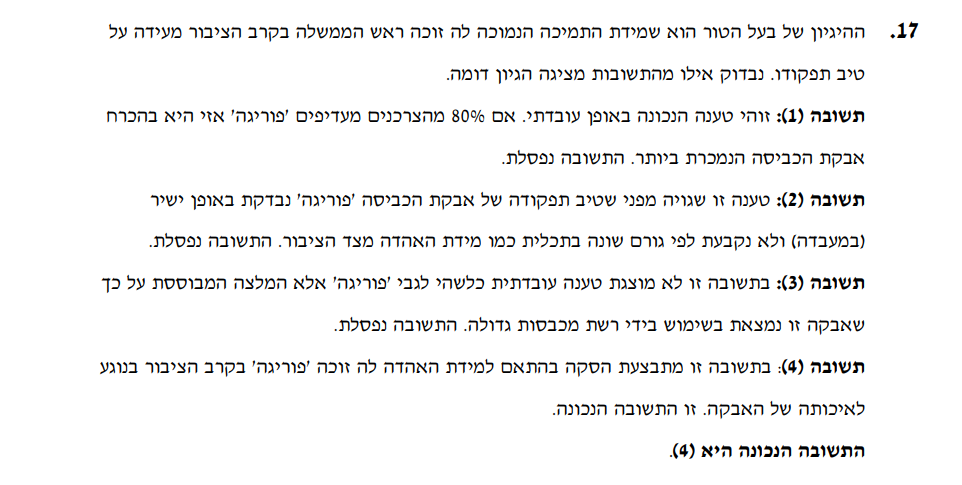 17. ההיגיון של בעל הטור הוא שמידת התמיכה הנמוכה לה זוכה ראש הממשלה בקרב הציבור מעידה על
טיב תפקודו. נבדוק אילו מהתשובות מציגה הגיון דומה.
תשובה (1): זוהי טענה הנכונה באופן עובדתי. אם 80% מהצרכנים מעדיפים 'פוריגה' אזי היא בהכרח
אבקת הכביסה הנמכרת ביותר. התשובה נפסלת.
תשובה (2): טענה זו שגויה מפני שטיב תפקודה של אבקת הכביסה 'פוריגה' נבדקת באופן ישיר
(במעבדה) ולא נקבעת לפי גורם שונה בתכלית כמו מידת האהדה מצד הציבור. התשובה נפסלת.
תשובה (3): בתשובה זו לא מוצגת טענה עובדתית כלשהי לגבי 'פוריגה' אלא המלצה המבוססת על כך
שאבקה זו נמצאת בשימוש בידי רשת מכבסות גדולה. התשובה נפסלת.
תשובה (4): בתשובה זו מתבצעת הסקה בהתאם למידת האהדה לה זוכה 'פוריגה' בקרב הציבור בנוגע
לאיכותה של האבקה. זו התשובה הנכונה.
התשובה הנכונה היא (4).